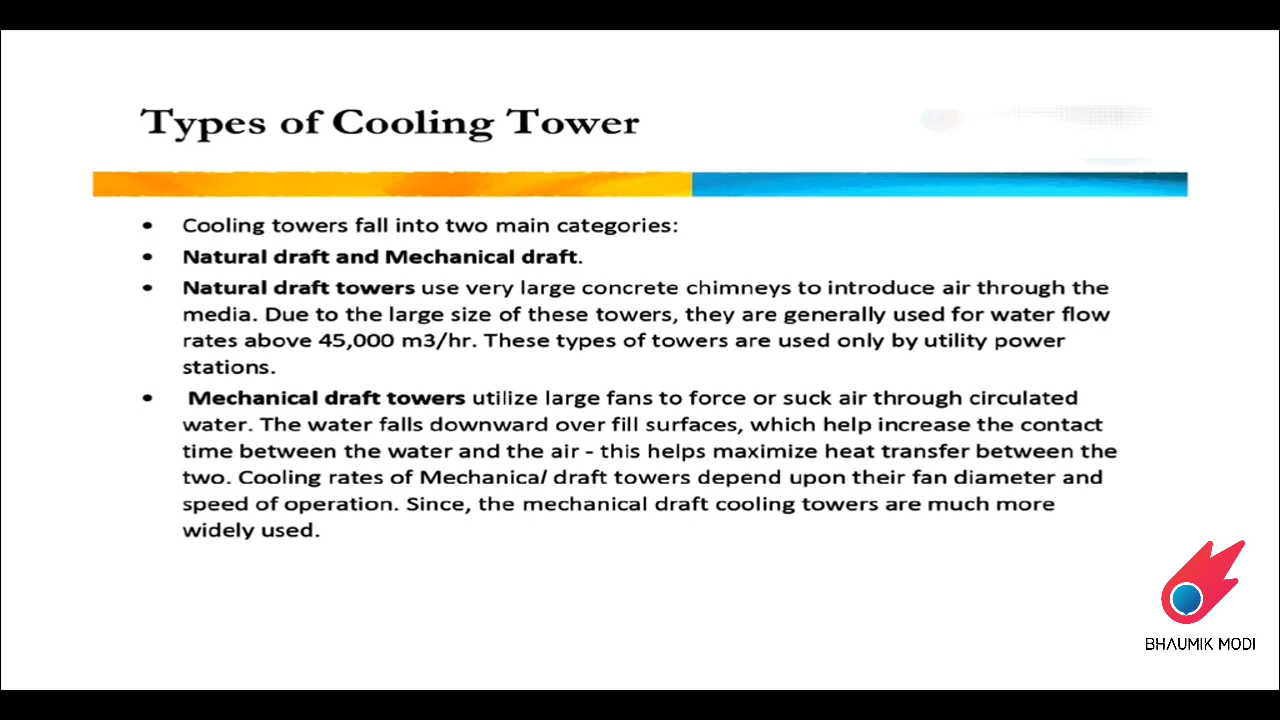 Types of Cooling Tower
• Cooling towers fall into two main categories:
• Natural draft and Mechanical draft.
• Natural draft towers use very large concrete chimneys to introduce air through the
media. Due to the large size of these towers, they are generally used for water flow
rates above 45,000 m3/hr. These types of towers are used only by utility power
stations.
• Mechanical draft towers utilize large fans to force or suck air through circulated
water. The water falls downward over fill surfaces, which help increase the contact
time between the water and the air - this helps maximize heat transfer between the
two. Cooling rates of Mechanical draft towers depend upon their fan diameter and
speed of operation. Since, the mechanical draft cooling towers are much more
widely used.
BHAUMIK MODI